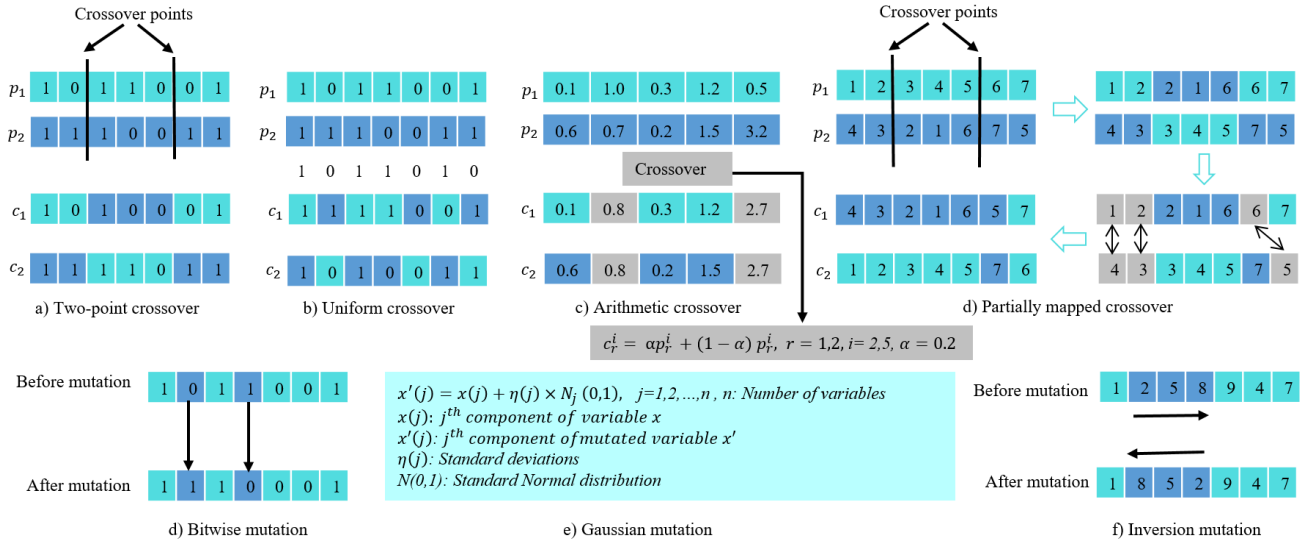 Crossover points
p1 1 0 1 1 0 0 1
p2 1 1 1 0 0 1 1
c1 1 0 1 0 0 0 1
c2 1 1 1 1 0 1 1
a) Two-point crossover
p1 1 0 1 1 0 0 1
p2 1 1 1 0 0 1 1
1 0 1 1 0 1 0
c1 1 1 1 1 0 0 1
c2 1 0 1 0 0 1 1
b) Uniform crossover
p1 0.1 1.0 0.3 1.2 0.5
p2 0.6 0.7 0.2 1.5 3.2
Crossover
c1 0.1 0.8 0.3 1.2 2.7
c2 0.6 0.8 0.2 1.5 2.7
c) Arithmetic crossover
c_r^i = αp_r^i + (1 − α) p_r^i, r = 1,2, i= 2,5, α = 0.2
Crossover points
p1 1 2 3 4 5 6 7
p2 4 3 2 1 6 7 5
1 2 2 1 6 6 7
4 3 3 4 5 7 5
c1 4 3 2 1 6 5 7
c2 1 2 3 4 5 7 6
1 2 2 1 6 6 7
4 3 3 4 5 7 5
d) Partially mapped crossover
Before mutation 1 0 1 1 0 0 1
After mutation 1 1 1 0 0 0 1
d) Bitwise mutation
x′(j) = x(j) + η(j) × N_j (0,1), j=1,2,...,n , n: Number of variables
x(j): j^th component of variable x
x′(j): j^th component of mutated variable x′
η(j): Standard deviations
N(0,1): Standard Normal distribution
e) Gaussian mutation
Before mutation 1 2 5 8 9 4 7
After mutation 1 8 5 2 9 4 7
f) Inversion mutation